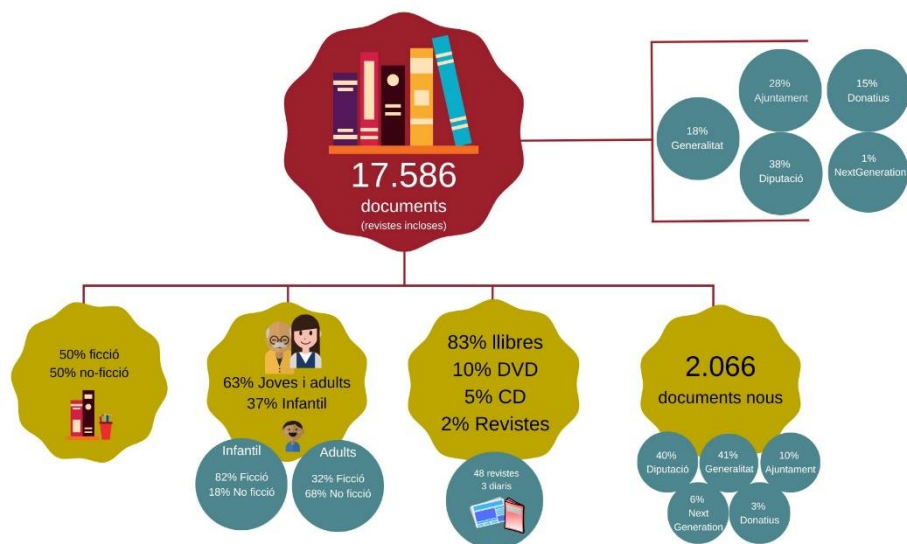 17.586
documents
(revistes incloses)
18%
Generalitat
28%
Ajuntament
15%
Donatius
38%
Diputació
1%
NextGeneration
50% ficció
50% no-ficció
63% Joves i adults
37% Infantil
Infantil
82% Ficció
18% No ficció
Adults
32% Ficció
68% No ficció
83% llibres
10% DVD
5% CD
2% Revistes
48 revistes
3 diaris
2.066
documents nous
40%
Diputació
41%
Generalitat
10%
Ajuntament
6%
Next
Generation
3%
Donatius